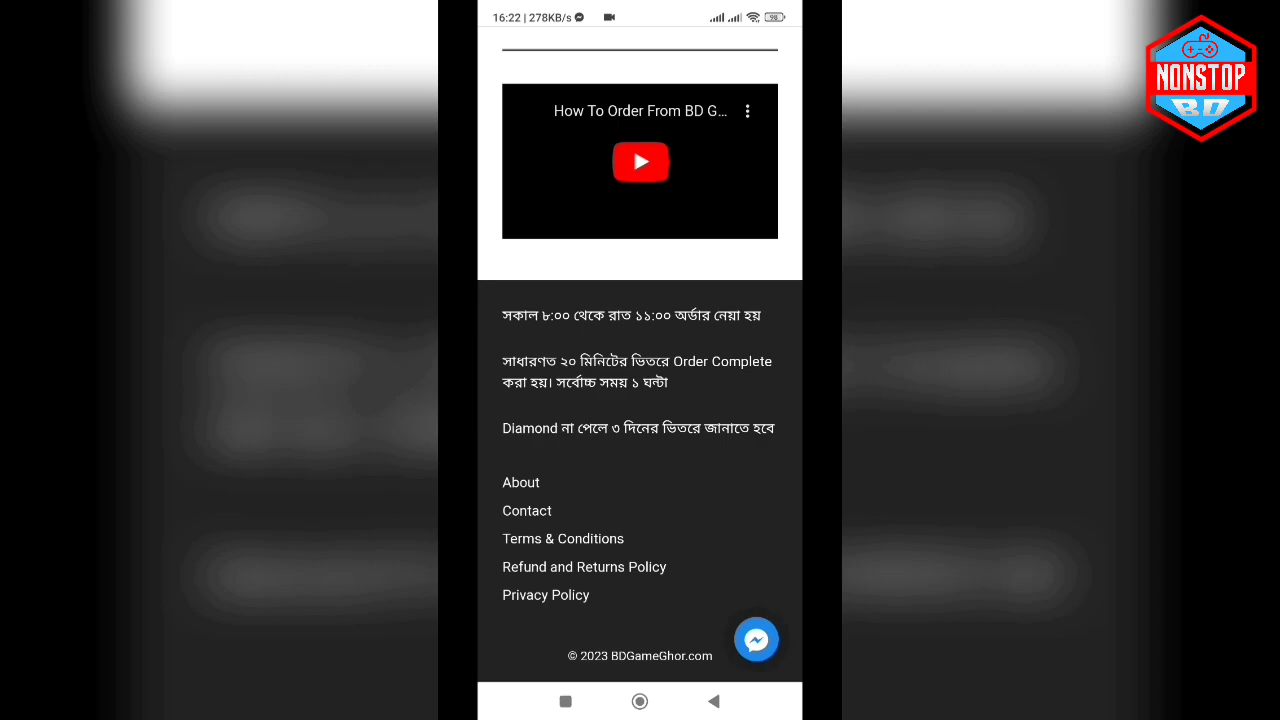 16:22 | 278KB/s
98
NONSTOP
BD
How To Order From BD G...
সকাল ৮:০০ থেকে রাত ১১:০০ অর্ডার নেয়া হয়
সাধারণত ২০ মিনিটের ভিতরে Order Complete
করা হয়। সর্বোচ্চ সময় ১ ঘন্টা
Diamond না পেলে ৩ দিনের ভিতরে জানাতে হবে
About
Contact
Terms & Conditions
Refund and Returns Policy
Privacy Policy
© 2023 BDGameGhor.com